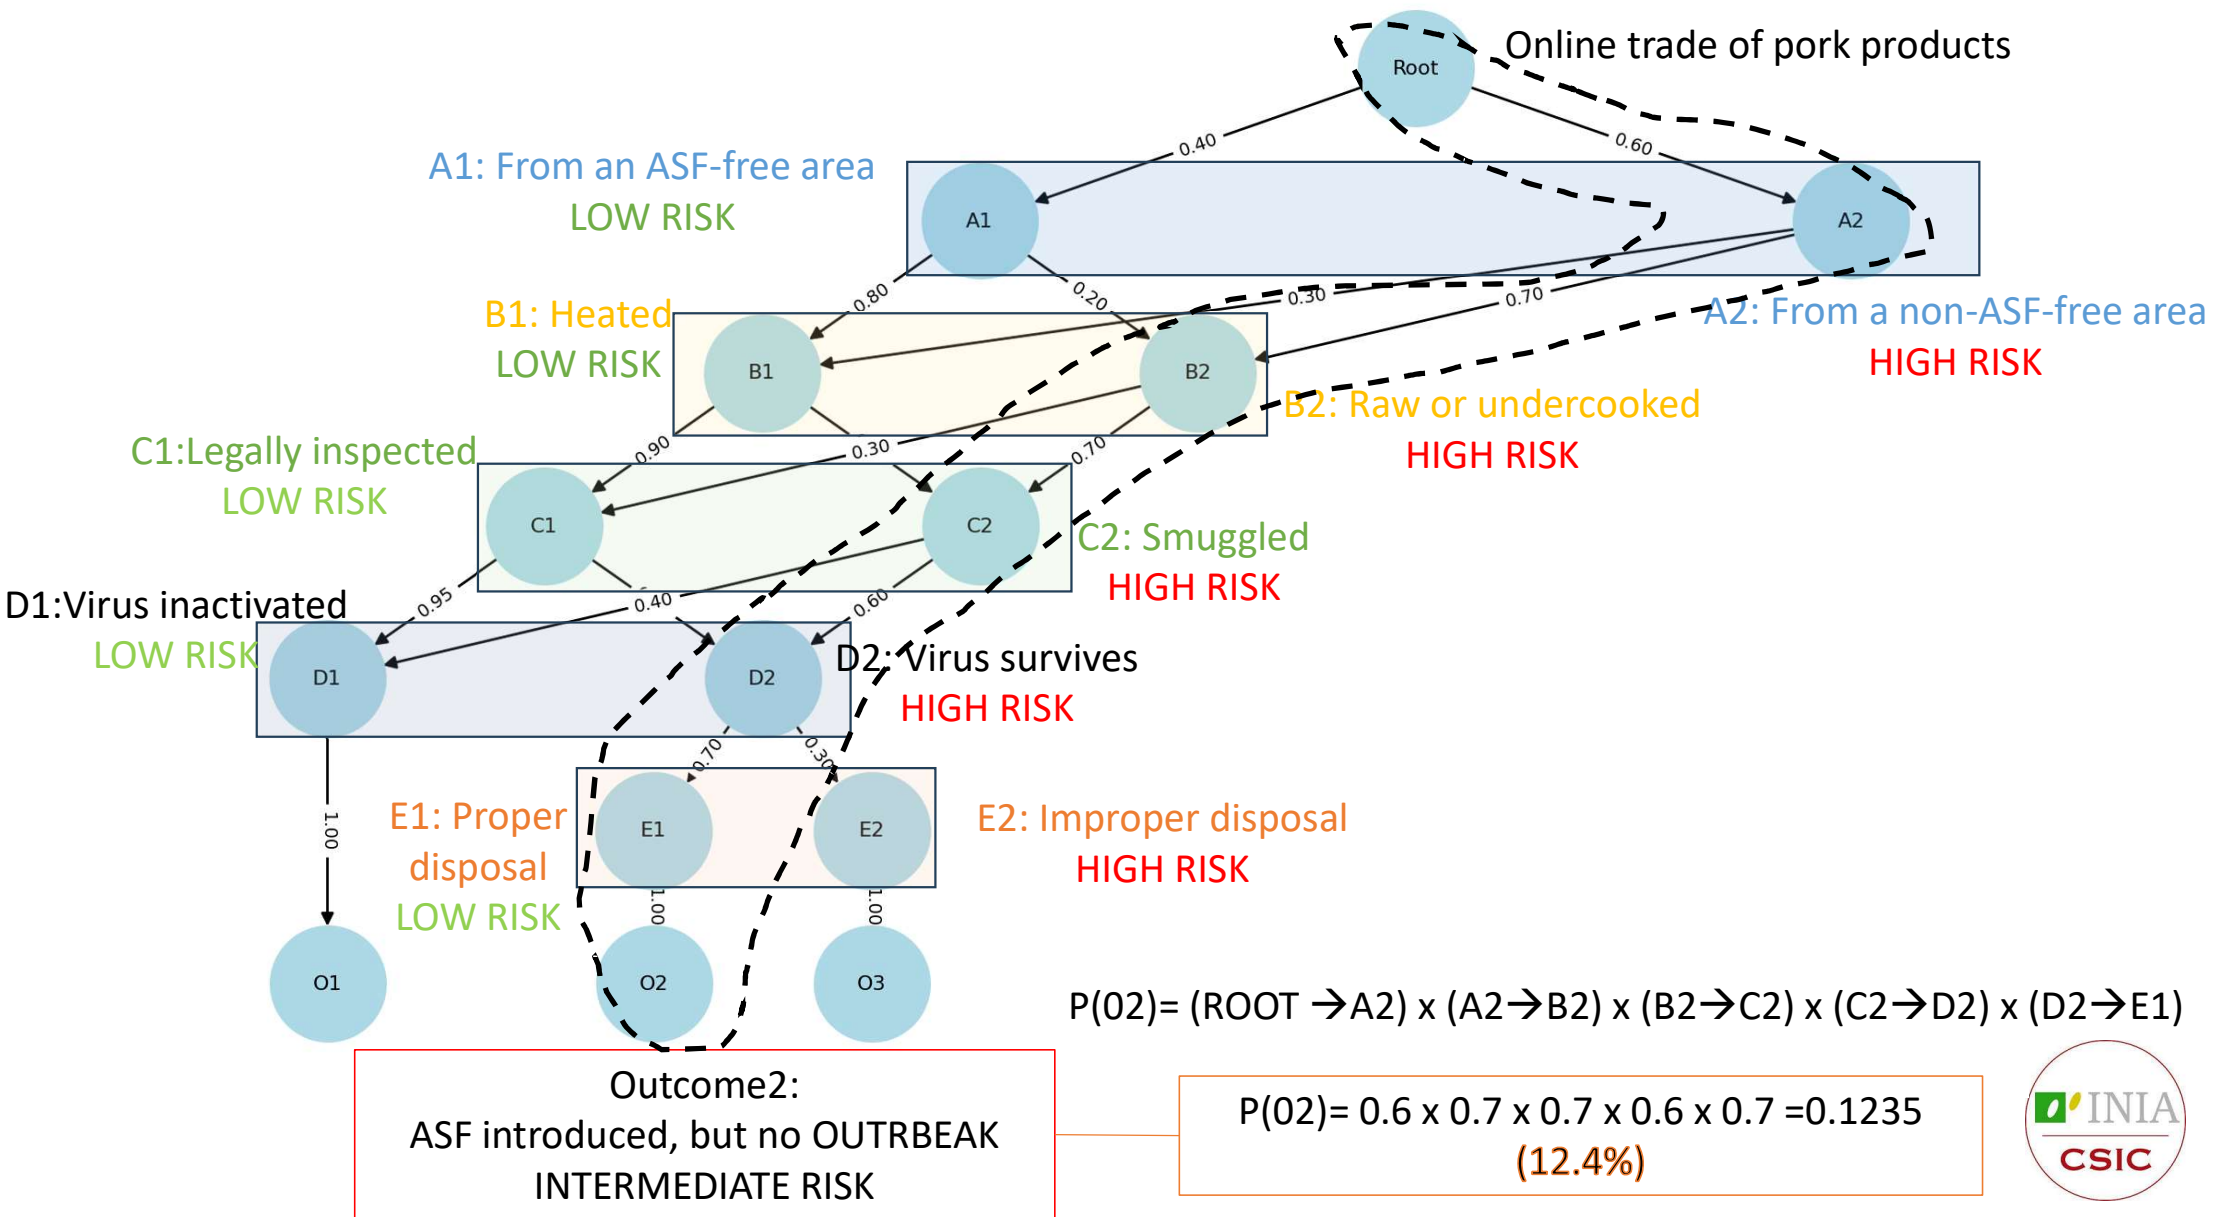 Root
Online trade of pork products
0.40
0.60
A1: From an ASF-free area
LOW RISK
A1
A2
0.80
0.20
0.30
0.70
A2: From a non-ASF-free area
HIGH RISK
B1: Heated
LOW RISK
B1
B2
B2: Raw or undercooked
HIGH RISK
0.90
0.30
0.70
C1:Legally inspected
LOW RISK
C1
C2
C2: Smuggled
HIGH RISK
0.95
0.40
0.60
D1:Virus inactivated
LOW RISK
D1
D2
D2: Virus survives
HIGH RISK
0.70
0.30
1.00
E1: Proper
disposal
LOW RISK
E1
E2
E2: Improper disposal
HIGH RISK
1.00
1.00
O1
O2
O3
P(02)= (ROOT →A2) x (A2→B2) x (B2→C2) x (C2→D2) x (D2→E1)
Outcome2:
ASF introduced, but no OUTRBEAK
INTERMEDIATE RISK
P(02)= 0.6 x 0.7 x 0.7 x 0.6 x 0.7 =0.1235
(12.4%)
INIA
CSIC